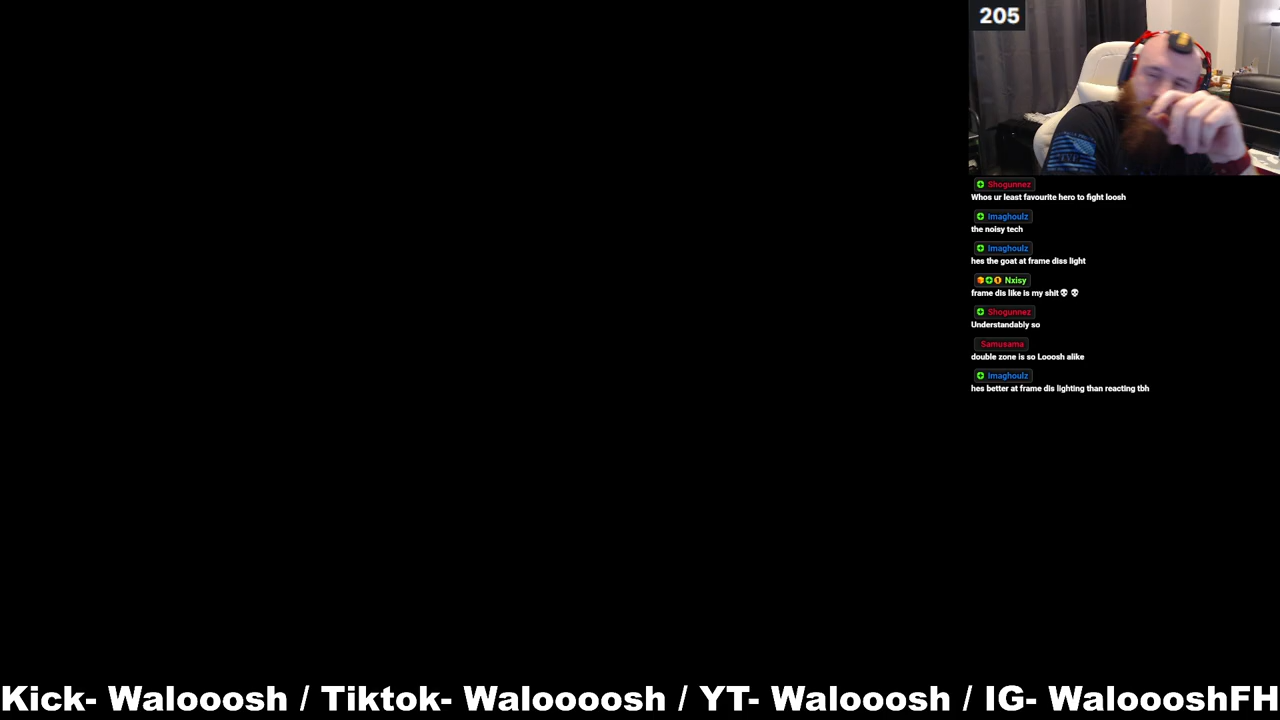 205
Shogunnez
Whos ur least favourite hero to fight loosh
Imaghoulz
the noisy tech
Imaghoulz
hes the goat at frame diss light
Nxisy
frame dis like is my shit💀💀
Shogunnez
Understandably so
Samusama
double zone is so Looosh alike
Imaghoulz
hes better at frame dis lighting than reacting tbh
Kick- Walooosh / Tiktok- Waloooosh / YT- Walooosh / IG- WalooooshFH